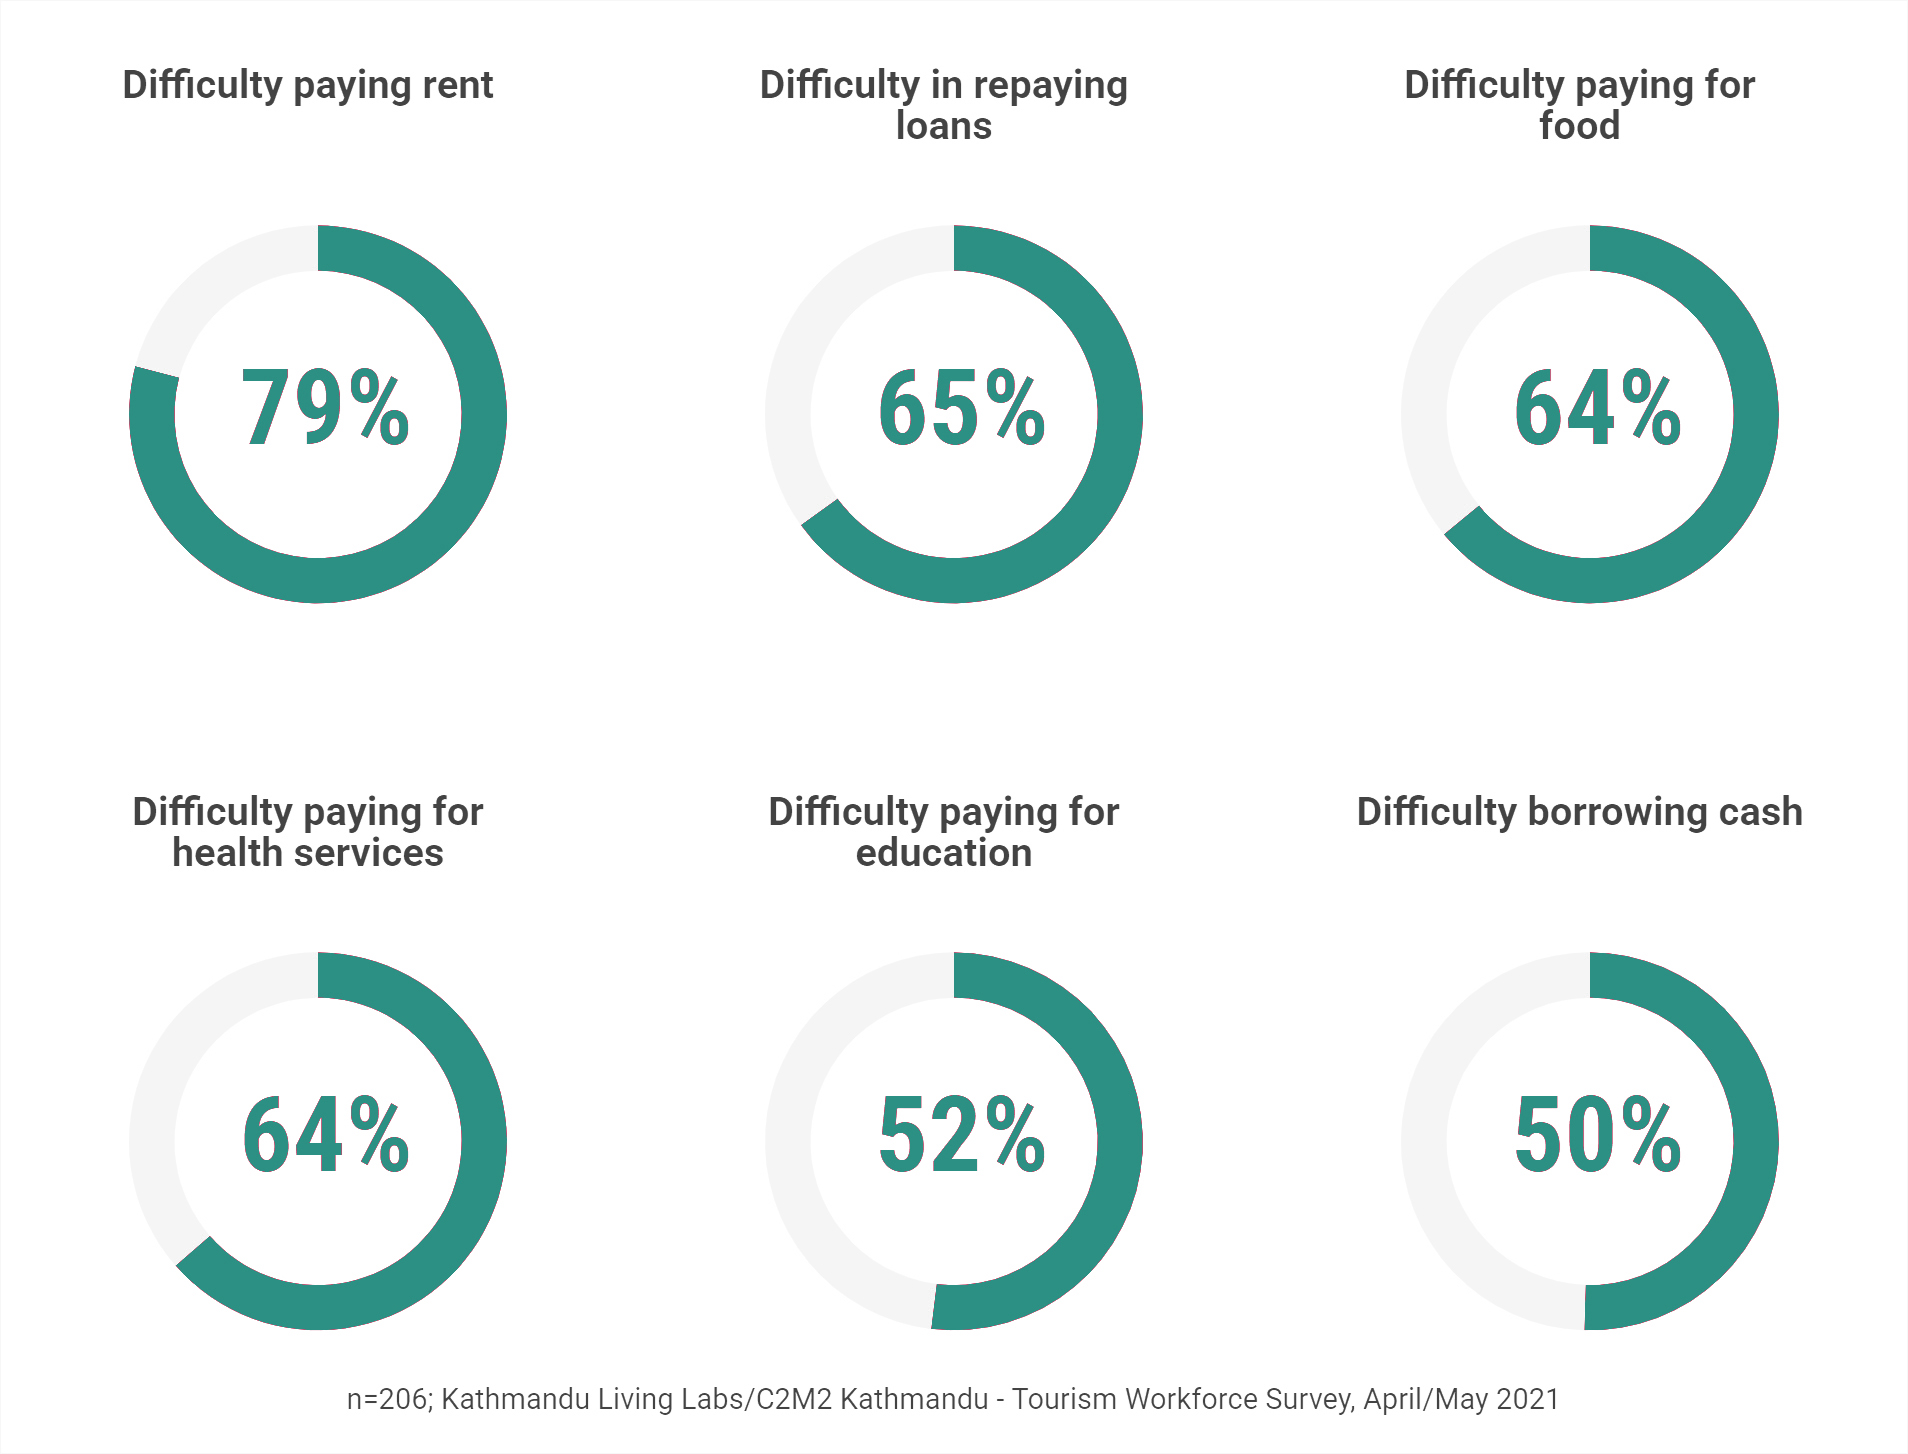 Difficulty paying rent
Difficulty in repaying
loans
Difficulty paying for
food
79%
65%
64%
Difficulty paying for
health services
Difficulty paying for
education
Difficulty borrowing cash
64%
52%
50%
n=206; Kathmandu Living Labs/C2M2 Kathmandu - Tourism Workforce Survey, April/May 2021